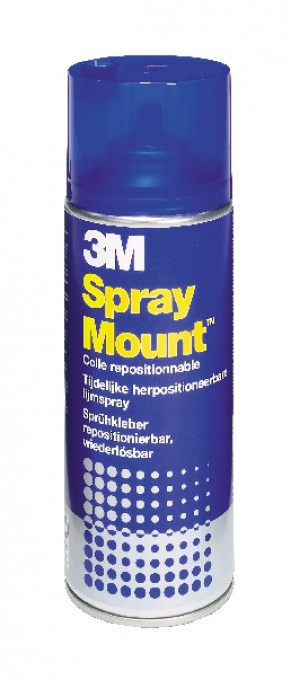 3M
Spray
Mount™
Colle repositionnable
Tijdelijke herpositioneerbare
lijmspray
Sprühkleber
repositionierbar,
wiederlösbar